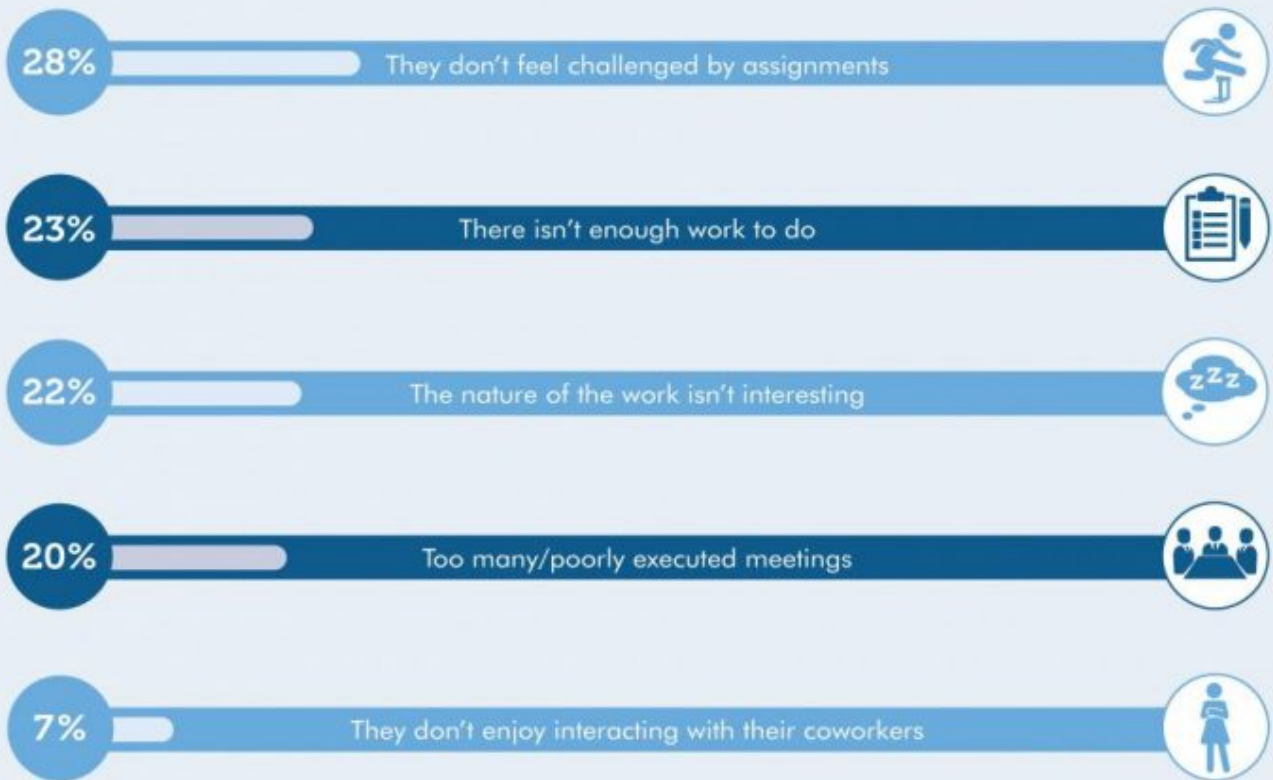 28%
They don't feel challenged by assignments
23%
There isn't enough work to do
22%
The nature of the work isn't interesting
zzz
20%
Too many/poorly executed meetings
7%
They don't enjoy interacting with their coworkers